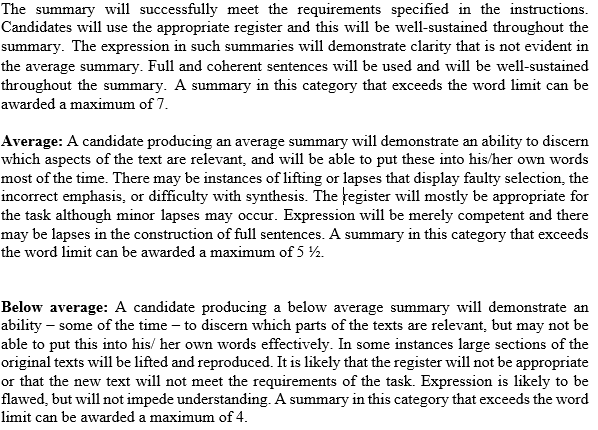 The summary will successfully meet the requirements specified in the instructions.
Candidates will use the appropriate register and this will be well-sustained throughout the
summary. The expression in such summaries will demonstrate clarity that is not evident in
the average summary. Full and coherent sentences will be used and will be well-sustained
throughout the summary. A summary in this category that exceeds the word limit can be
awarded a maximum of 7.
Average: A candidate producing an average summary will demonstrate an ability to discern
which aspects of the text are relevant, and will be able to put these into his/her own words
most of the time. There may be instances of lifting or lapses that display faulty selection, the
incorrect emphasis, or difficulty with synthesis. The register will mostly be appropriate for
the task although minor lapses may occur. Expression will be merely competent and there
may be lapses in the construction of full sentences. A summary in this category that exceeds
the word limit can be awarded a maximum of 5 ½.
Below average: A candidate producing a below average summary will demonstrate an
ability – some of the time – to discern which parts of the texts are relevant, but may not be
able to put this into his/ her own words effectively. In some instances large sections of the
original texts will be lifted and reproduced. It is likely that the register will not be appropriate
or that the new text will not meet the requirements of the task. Expression is likely to be
flawed, but will not impede understanding. A summary in this category that exceeds the word
limit can be awarded a maximum of 4.